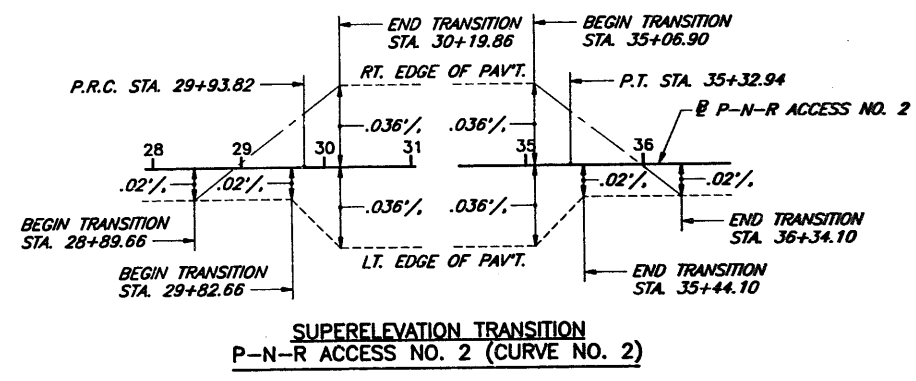 END TRANSITION
STA. 30+19.86
BEGIN TRANSITION
STA. 35+06.90
P.R.C. STA. 29+93.82
RT. EDGE OF PAV'T.
P.T. STA. 35+32.94
P-N-R ACCESS NO. 2
.036'/.
.036'/.
28
29
30
31
35
36
.02'/.
.02'/.
.02'/.
.02'/.
.036'/.
.036'/.
BEGIN TRANSITION
STA. 28+89.66
END TRANSITION
STA. 36+34.10
LT. EDGE OF PAV'T.
BEGIN TRANSITION
STA. 29+82.66
END TRANSITION
STA. 35+44.10
SUPERELEVATION TRANSITION
P-N-R ACCESS NO. 2 (CURVE NO. 2)